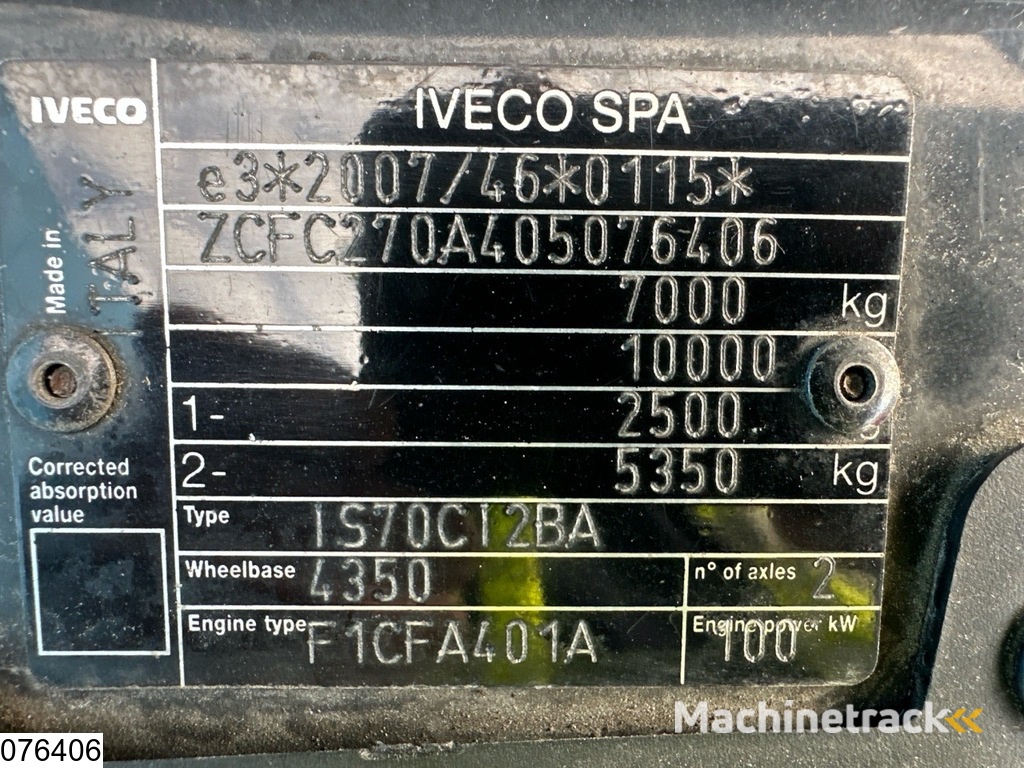 IVECO
IVECO SPA
Made in
ITALY
e3*2007/46*0115*
ZCFC270A405076406
7000 kg
10000
1- 2500
2- 5350 kg
Corrected
absorption
value
Type IS70CI2BA
Wheelbase 4350 n° of axles 2
Engine type F1CFA401A Engine power kW 100
Machinetrack
076406